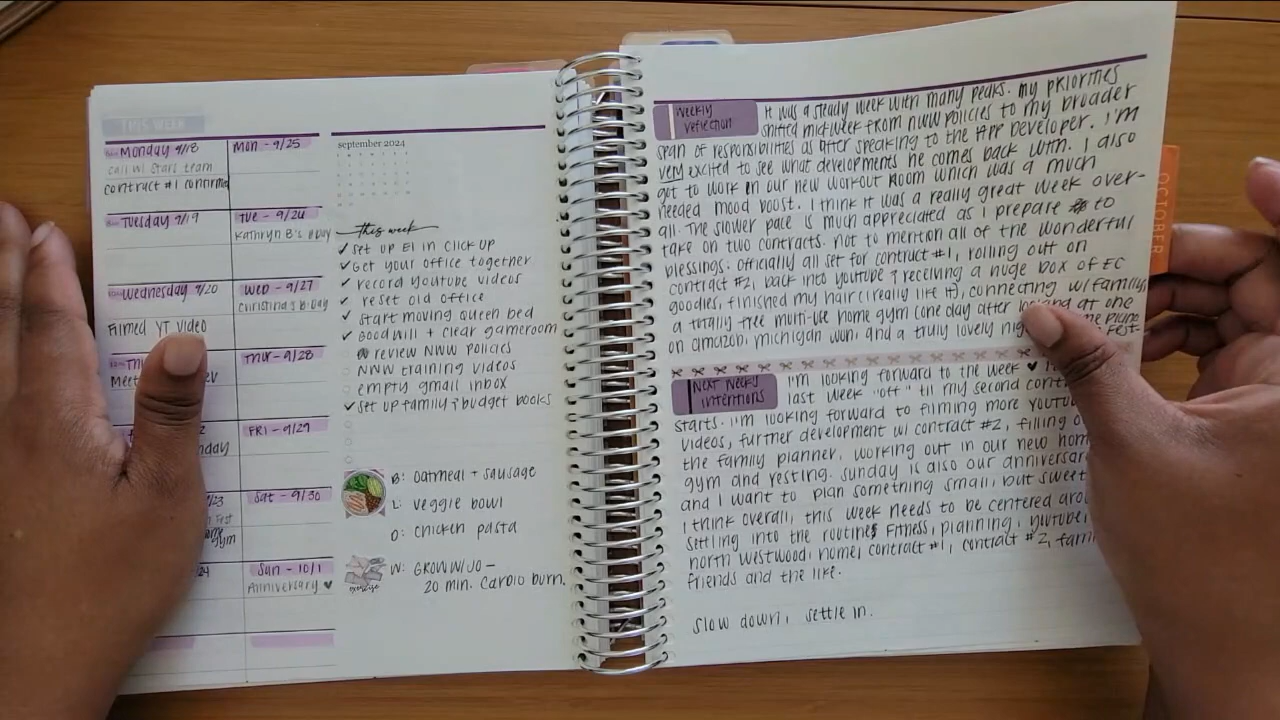 THIS WEEK
Monday 9/18
call w/ Stars team
contract #1 confirmed
Tuesday 9/19
Wednesday 9/20
Filmed YT video
Mon - 9/25
Tue - 9/26
Kathryn B's Bday
Wed - 9/27
Christina's B-Day
Thur - 9/28
Fri - 9/29
Sat - 9/30
Sun - 10/1
Anniversary ♥
september 2024
this week
✓ set up EI in click up
✓ Get your office together
✓ record youtube videos
✓ reset old office
✓ start moving queen bed
✓ Goodwill + clear gameroom
review NWW policies
NWW training videos
empty gmail inbox
✓ set up family & budget books
B: oatmeal + sausage
L: veggie bowl
D: chicken pasta
exercise
W: GROWW/JO –
20 min. cardio burn.
Weekly reflection
It was a steady week with many peaks. My priorities
shifted mid week from NWW policies to my broader
span of responsibilities as after speaking to the App Developer. I'm
very excited to see what developments he comes back with. I also
got to work in our new workout room which was a much
needed mood boost. I think it was a really great week over-
all. The slower pace is much appreciated as I prepare to
take on two contracts. Not to mention all of the wonderful
blessings. Officially all set for contract #1, rolling out on
contract #2, back into youtube & receiving a huge box of EC
goodies, finished my hair (I really like it), connecting w/ families,
a totally free multi-use home gym (one day after at one
on amazon), michigan won, and a truly lovely Fest-
Next Weekly Intentions
I'm looking forward to the week ♥
last week "off" til my second
starts. I'm looking forward to filming more
videos, further development w/ contract #2, filling
the family planner, working out in our new
gym and resting. Sunday is also our
and I want to plan something small, but sweet
I think overall, this week needs to be centered
settling into the routines Fitness, planning, youtube,
north westwood, home, contract #1, contract #2,
friends and the like.
slow down, settle in.
OCTOBER